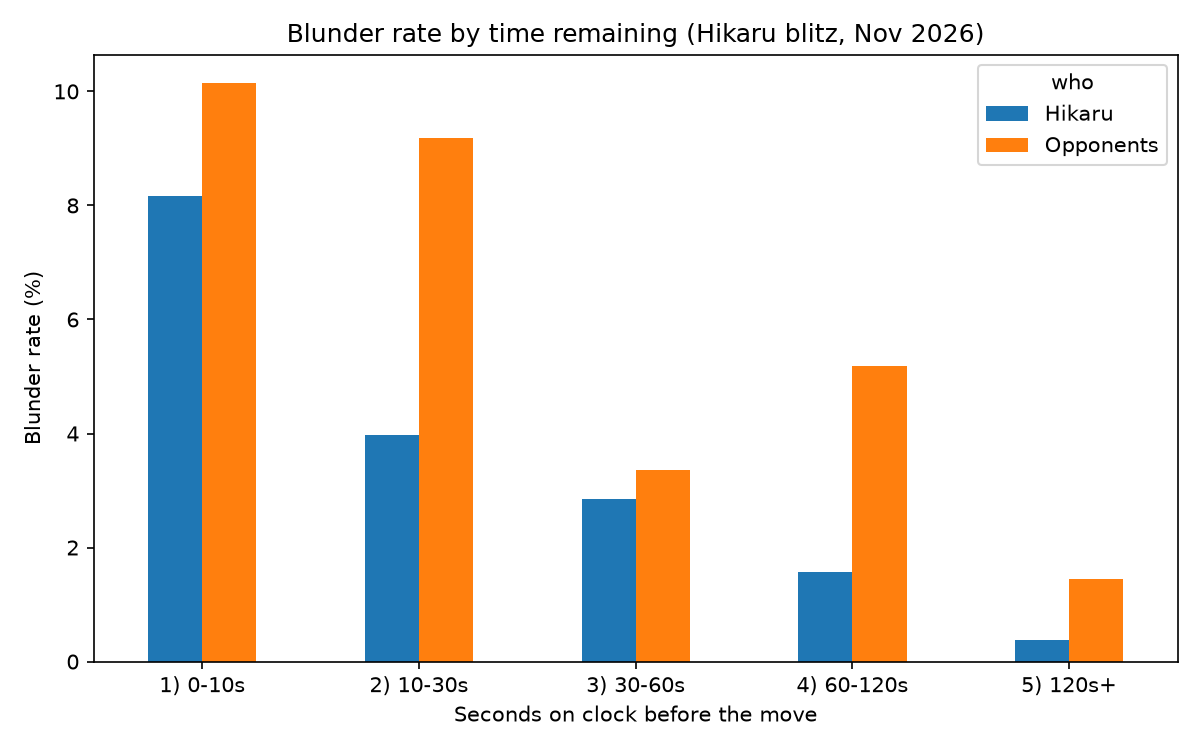 Blunder rate by time remaining (Hikaru blitz, Nov 2026)
who
Hikaru
Opponents
Blunder rate (%)
10
8
6
4
2
0
1) 0-10s
2) 10-30s
3) 30-60s
4) 60-120s
5) 120s+
Seconds on clock before the move